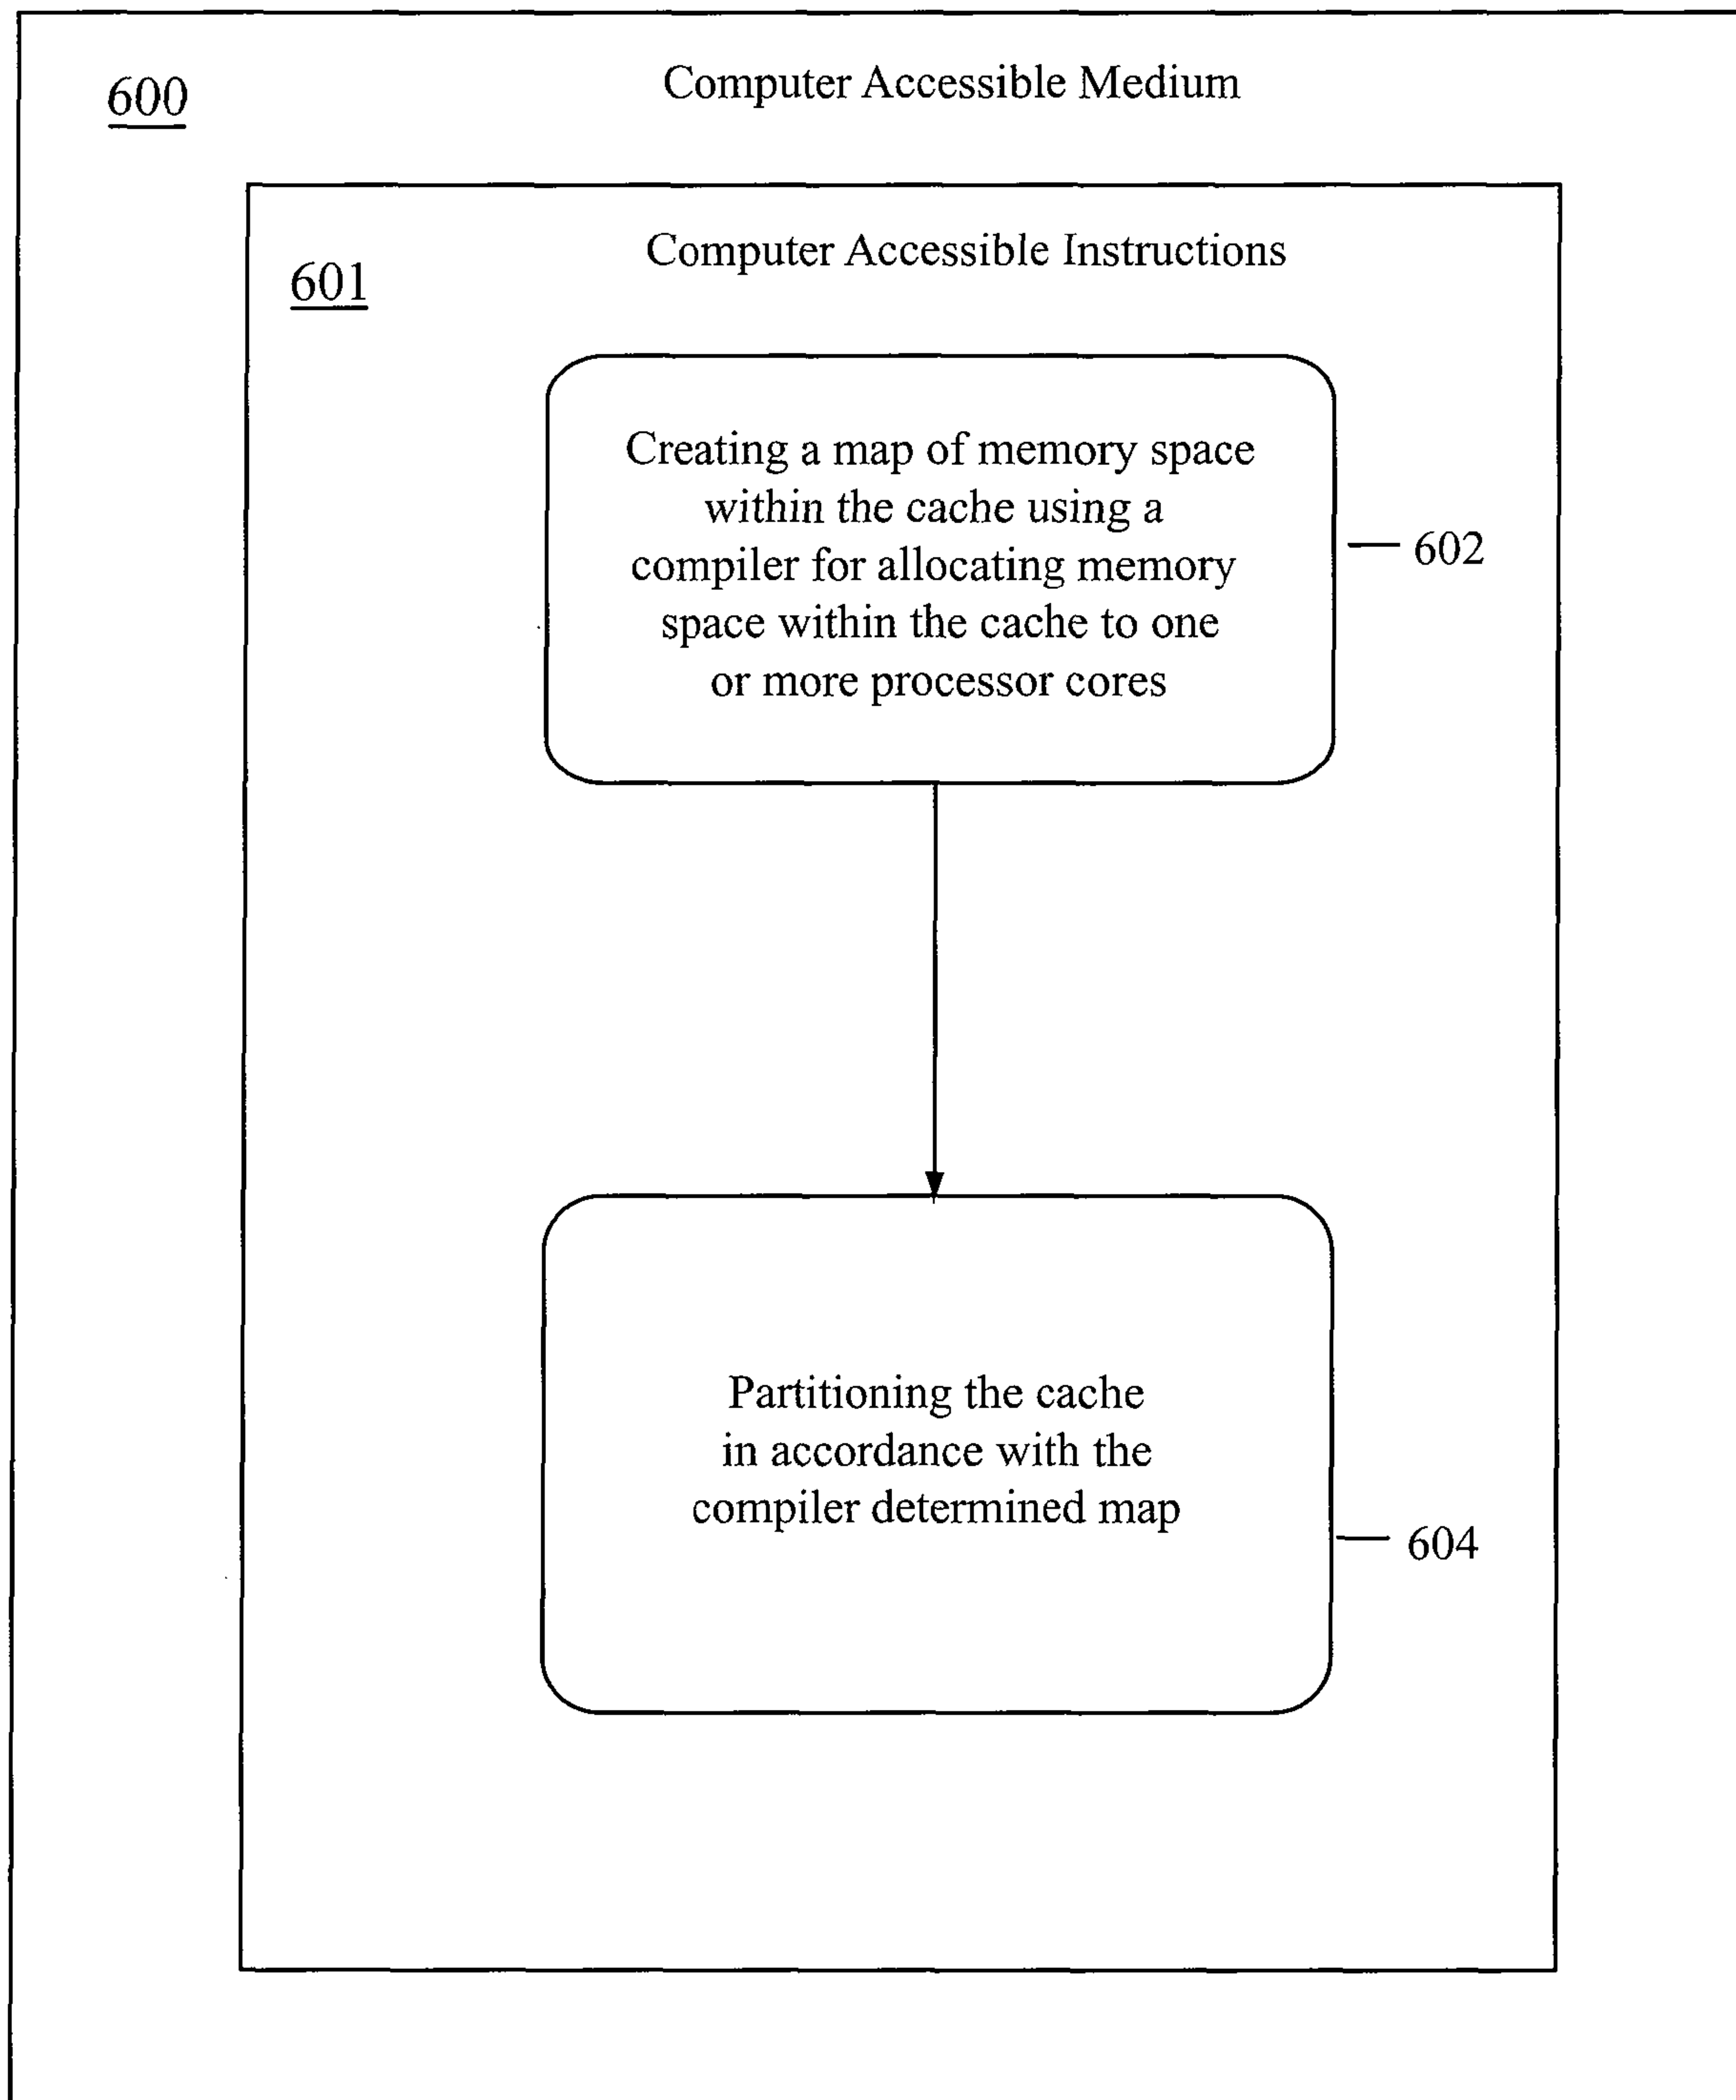 Computer Accessible Medium
600
Computer Accessible Instructions
601
Creating a map of memory space
within the cache using a
compiler for allocating memory
space within the cache to one
or more processor cores
602
Partitioning the cache
in accordance with the
compiler determined map
604